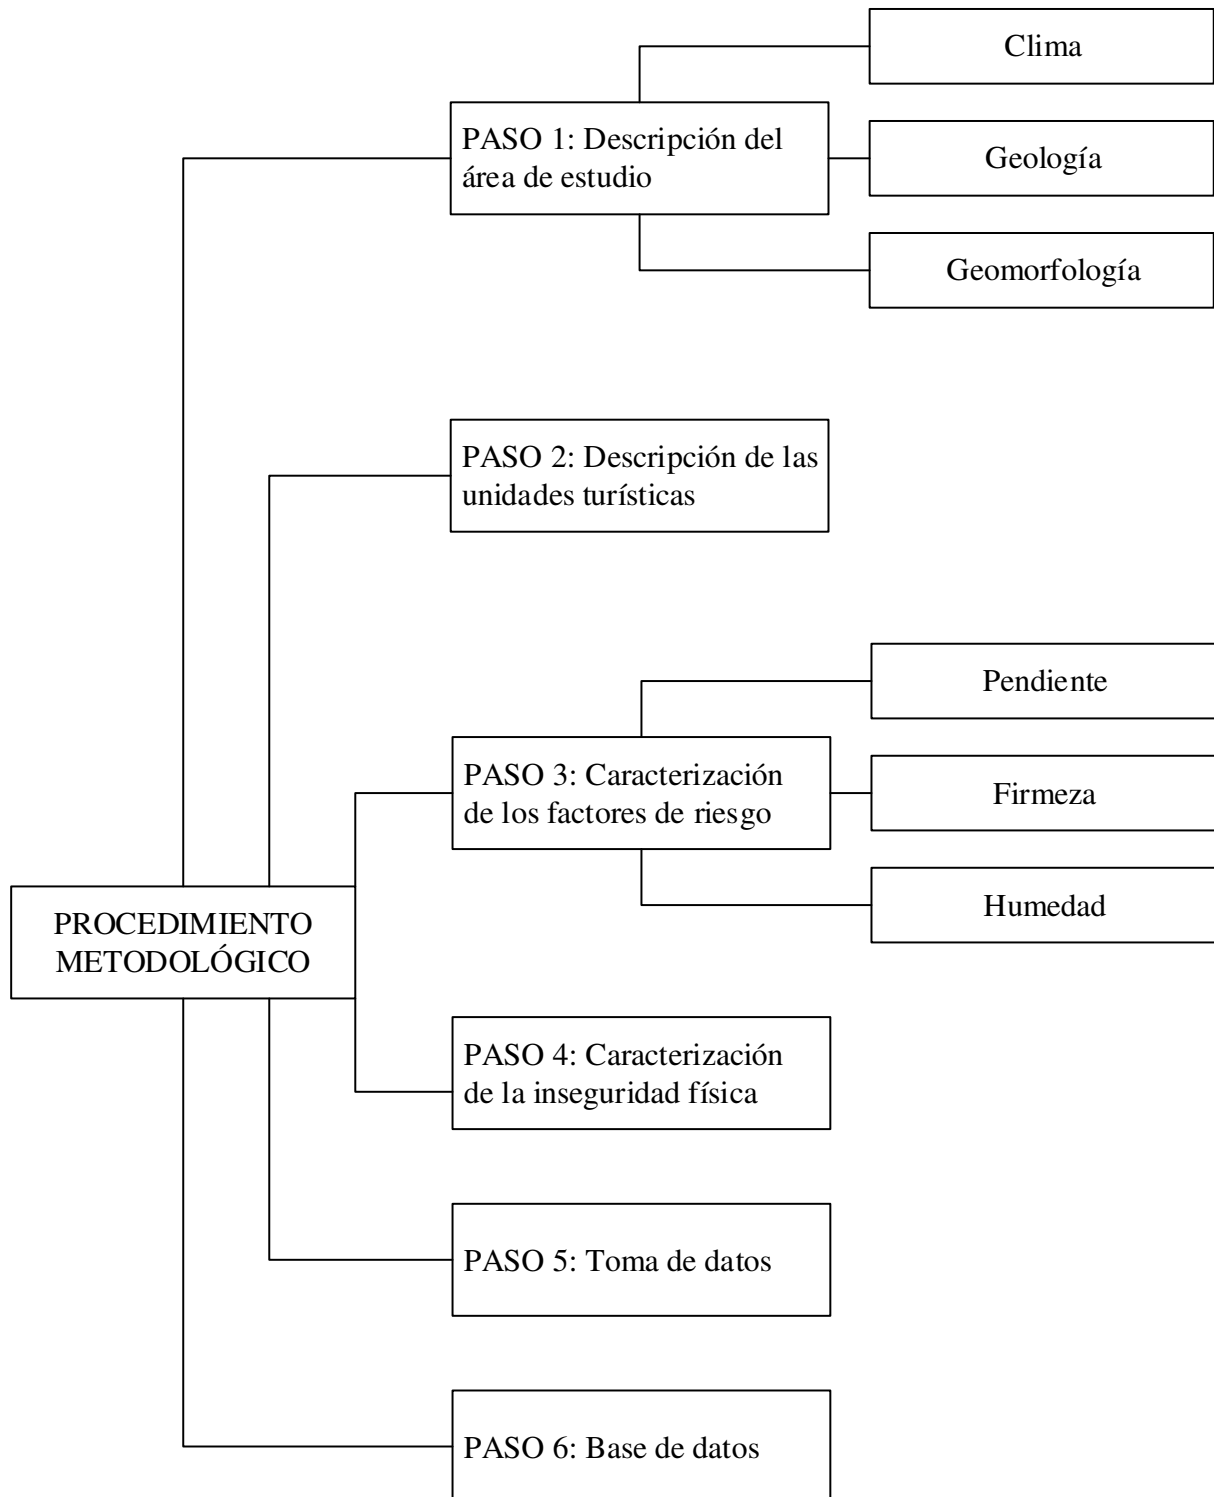 Clima
PASO 1: Descripción del
área de estudio
Geología
Geomorfología
PASO 2: Descripción de las
unidades turísticas
Pendiente
PASO 3: Caracterización
de los factores de riesgo
Firmeza
Humedad
PROCEDIMIENTO
METODOLÓGICO
PASO 4: Caracterización
de la inseguridad física
PASO 5: Toma de datos
PASO 6: Base de datos